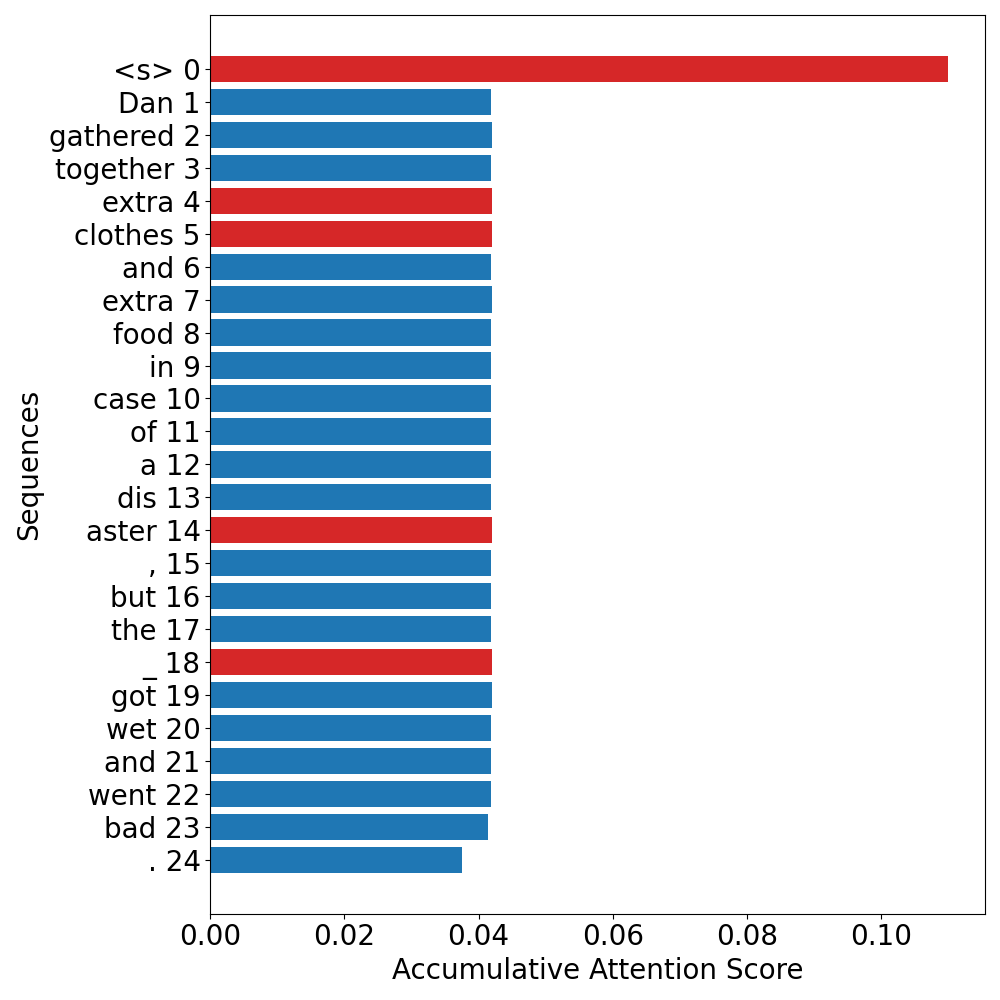 <s> 0
Dan 1
gathered 2
together 3
extra 4
clothes 5
and 6
extra 7
food 8
in 9
case 10
of 11
a 12
dis 13
aster 14
, 15
but 16
the 17
_ 18
got 19
wet 20
and 21
went 22
bad 23
. 24
Sequences
0.00 0.02 0.04 0.06 0.08 0.10
Accumulative Attention Score